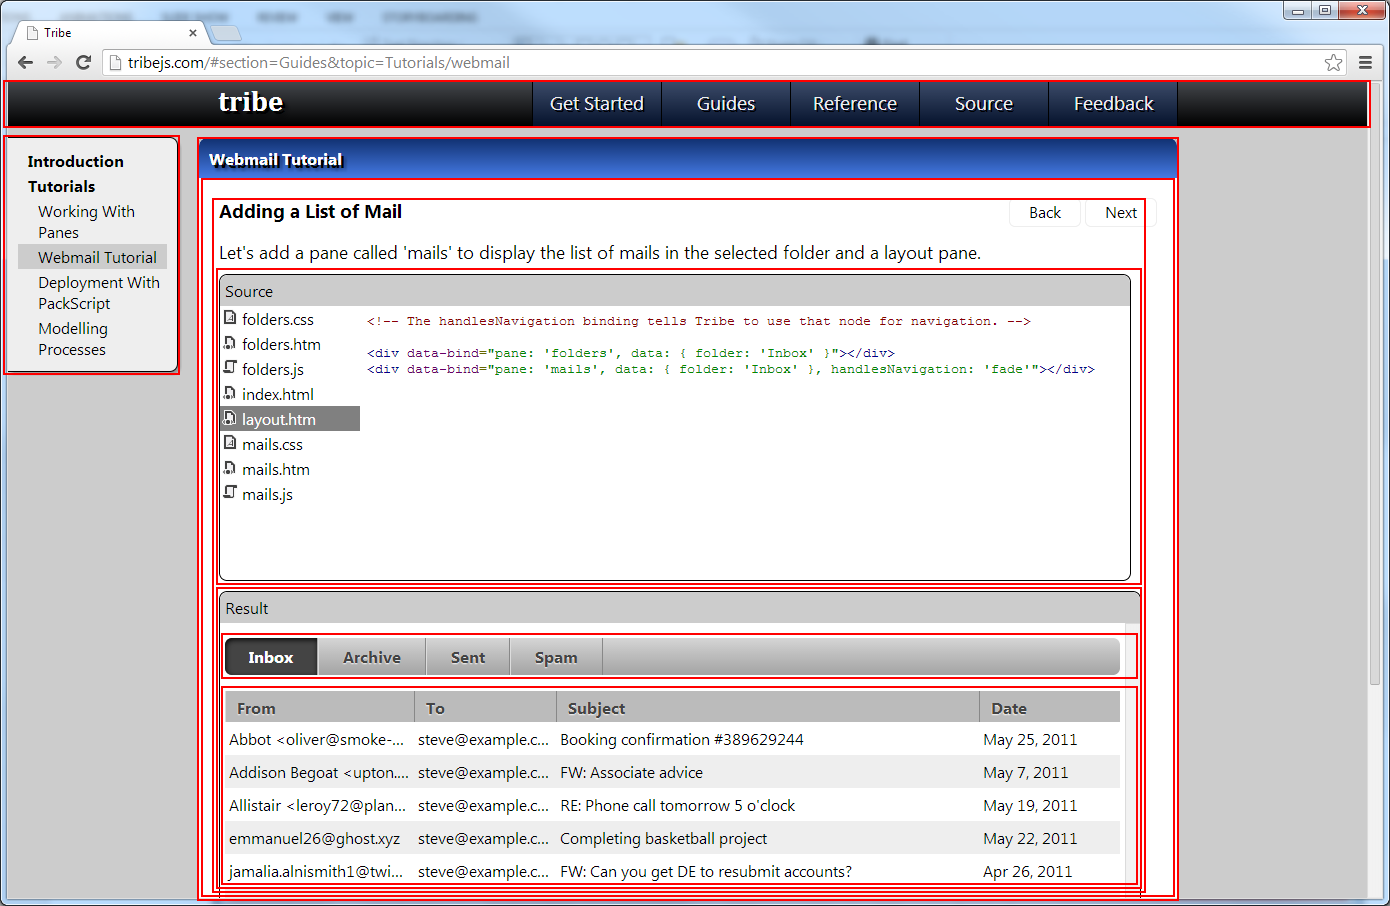 REVIEW
VIEW
STORYBOARDING
Tribe
tribejs.com/#section=Guides&topic=Tutorials/webmail
tribe
Get Started
Guides
Reference
Source
Feedback
Introduction
Tutorials
Working With
Panes
Webmail Tutorial
Deployment With
PackScript
Modelling
Processes
Webmail Tutorial
Adding a List of Mail
Back
Next
Let's add a pane called 'mails' to display the list of mails in the selected folder and a layout pane.
Source
folders.css
folders.htm
folders.js
index.html
layout.htm
mails.css
mails.htm
mails.js
<!-- The handlesNavigation binding tells Tribe to use that node for navigation. -->
<div data-bind="pane: 'folders', data: { folder: 'Inbox' }"></div>
<div data-bind="pane: 'mails', data: { folder: 'Inbox' }, handlesNavigation: 'fade'"></div>
Result
Inbox
Archive
Sent
Spam
From To Subject Date
Abbot <oliver@smoke-... steve@example.c... Booking confirmation #389629244 May 25, 2011
Addison Begoat <upton.... steve@example.c... FW: Associate advice May 7, 2011
Allistair <leroy72@plan... steve@example.c... RE: Phone call tomorrow 5 o'clock May 19, 2011
emmanuel26@ghost.xyz steve@example.c... Completing basketball project May 22, 2011
jamalia.alnismith1@twi... steve@example.c... FW: Can you get DE to resubmit accounts? Apr 26, 2011